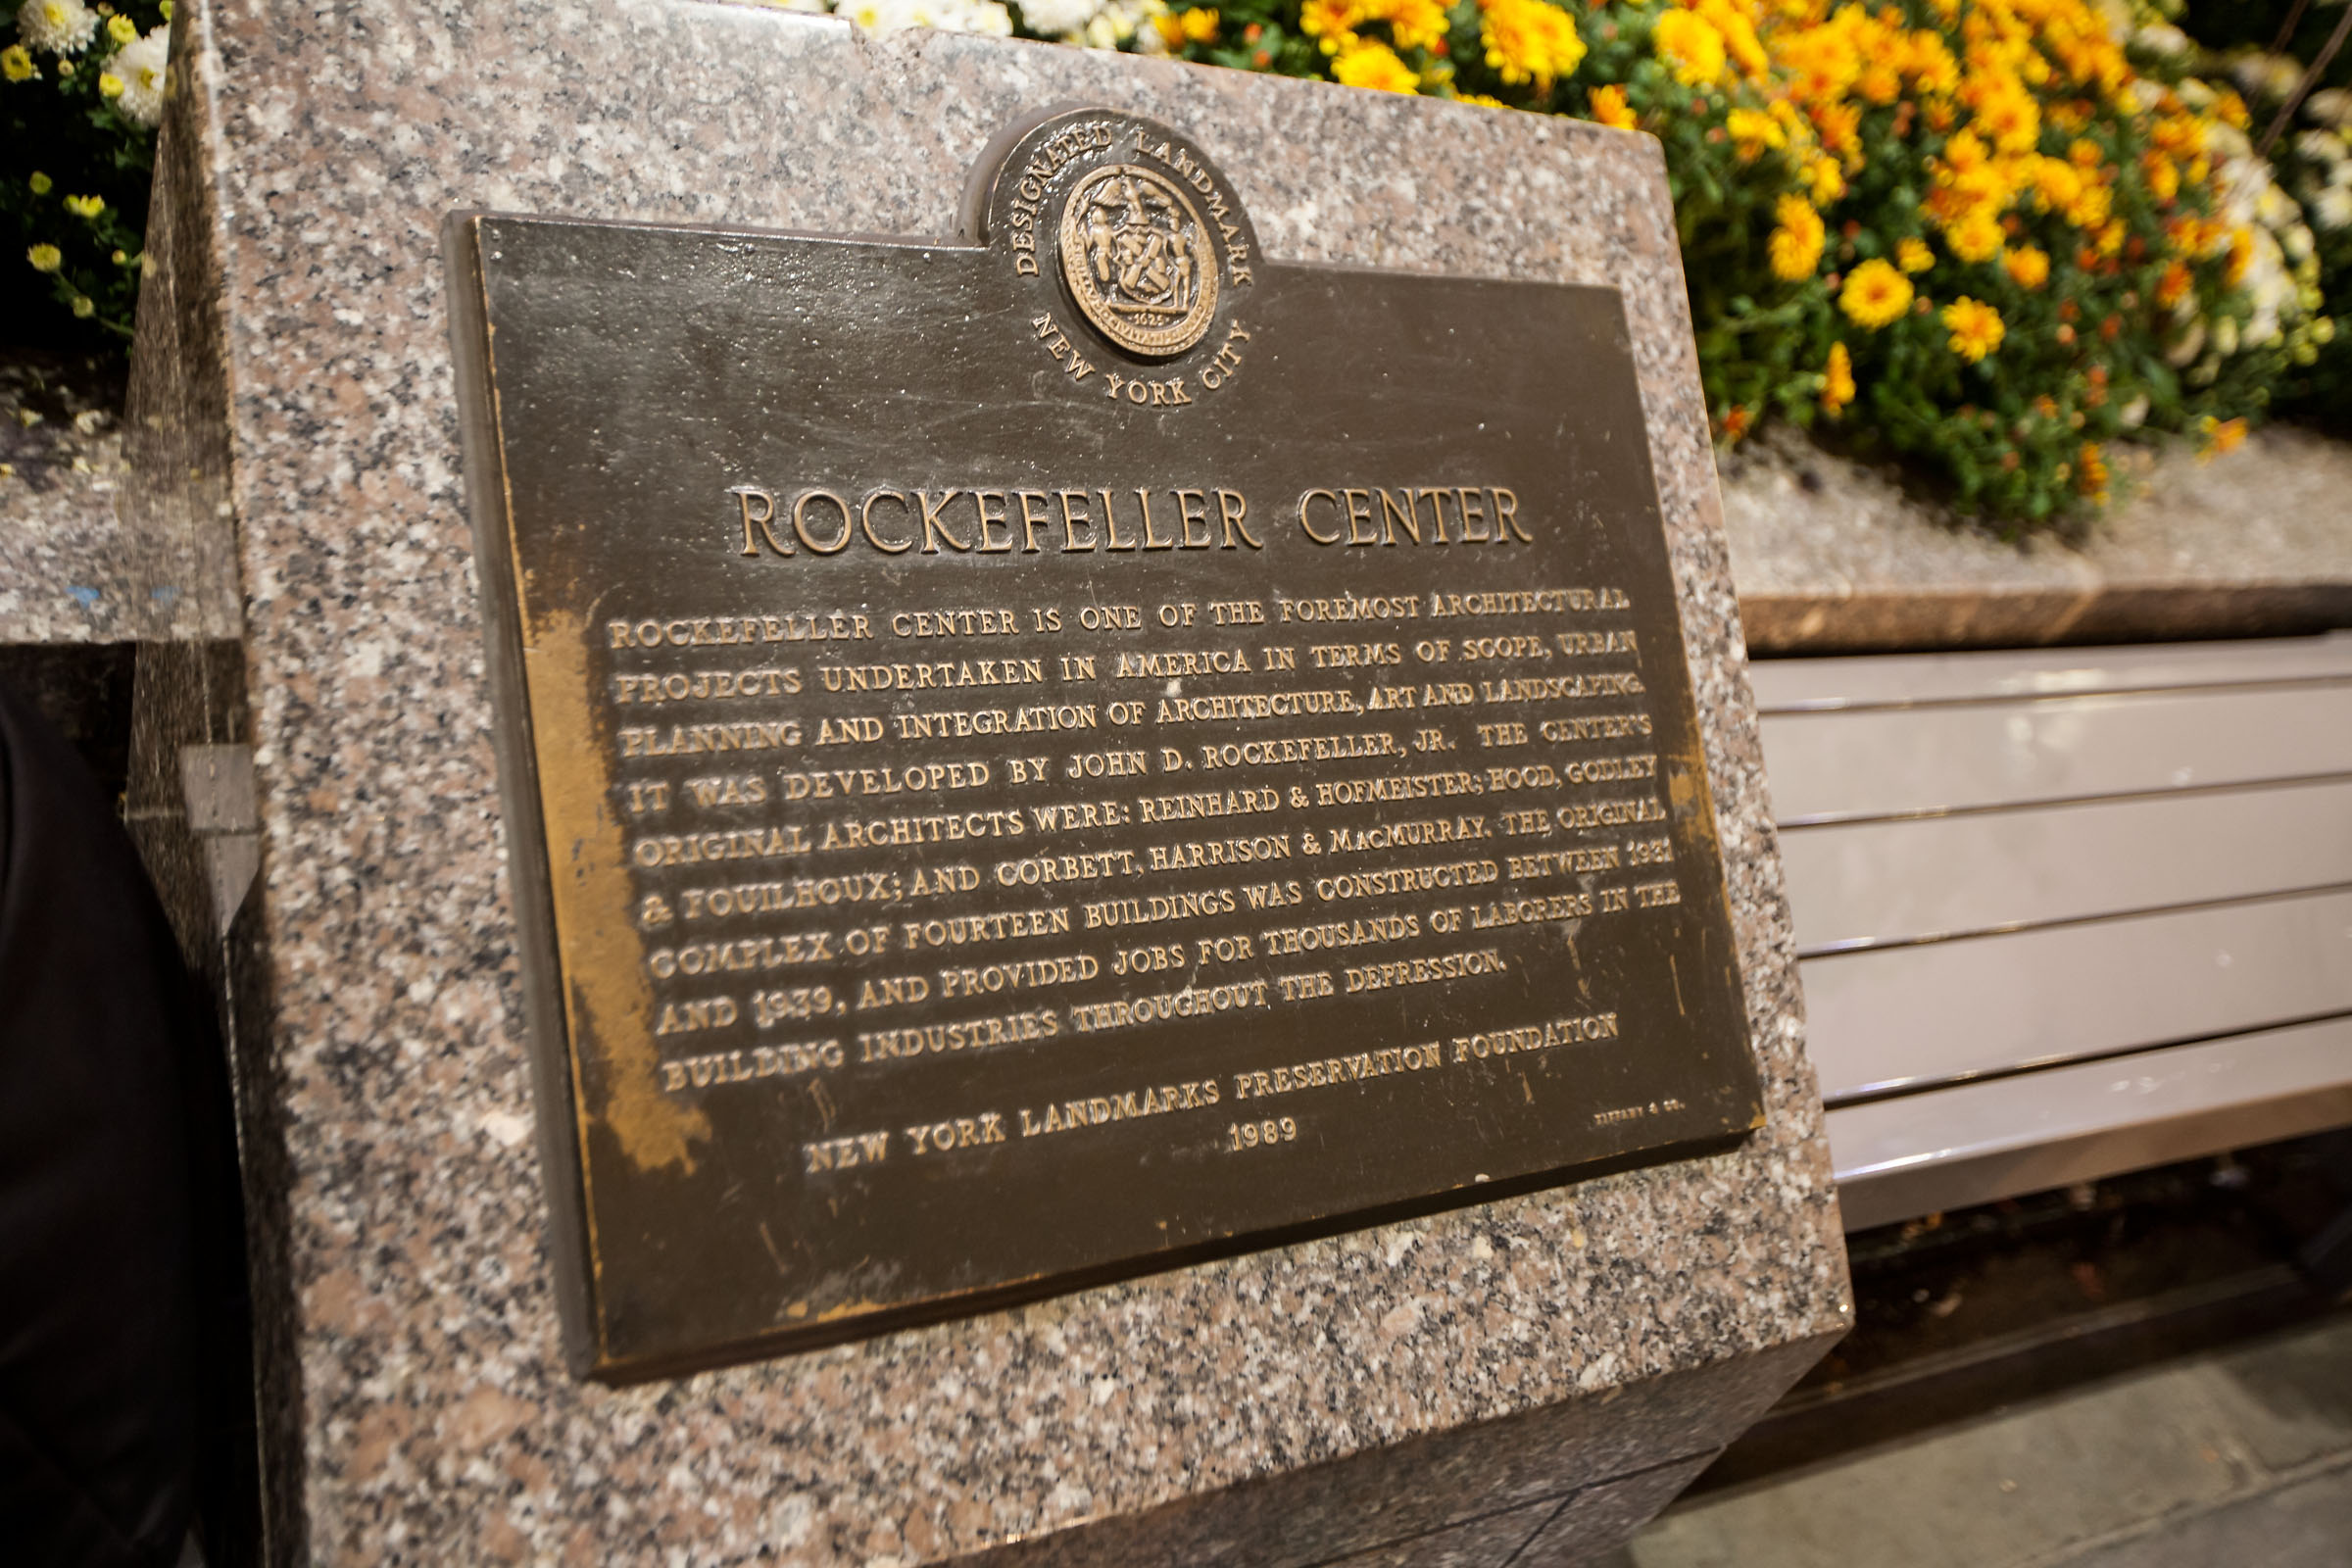 DESIGNATED LANDMARK
1625
NEW YORK CITY
ROCKEFELLER CENTER
ROCKEFELLER CENTER IS ONE OF THE FOREMOST ARCHITECTURAL
PROJECTS UNDERTAKEN IN AMERICA IN TERMS OF SCOPE, URBAN
PLANNING AND INTEGRATION OF ARCHITECTURE, ART AND LANDSCAPING.
IT WAS DEVELOPED BY JOHN D. ROCKEFELLER, JR. THE CENTER'S
ORIGINAL ARCHITECTS WERE: REINHARD & HOFMEISTER; HOOD, GODLEY
& FOUILHOUX; AND CORBETT, HARRISON & MACMURRAY. THE ORIGINAL
COMPLEX OF FOURTEEN BUILDINGS WAS CONSTRUCTED BETWEEN 1931
AND 1939, AND PROVIDED JOBS FOR THOUSANDS OF LABORERS IN THE
BUILDING INDUSTRIES THROUGHOUT THE DEPRESSION.
NEW YORK LANDMARKS PRESERVATION FOUNDATION
1989
TIFFANY & CO.